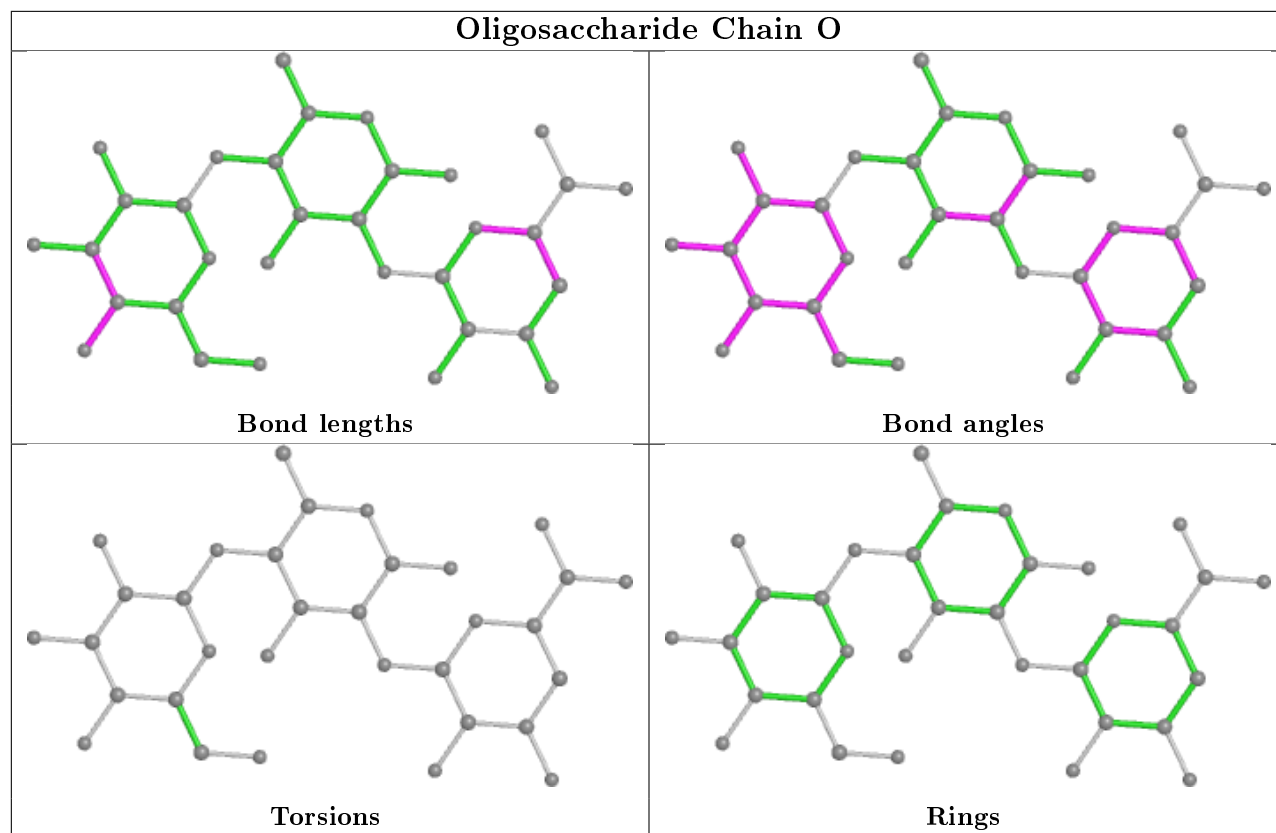 Oligosaccharide Chain O
Bond lengths
Bond angles
Torsions
Rings